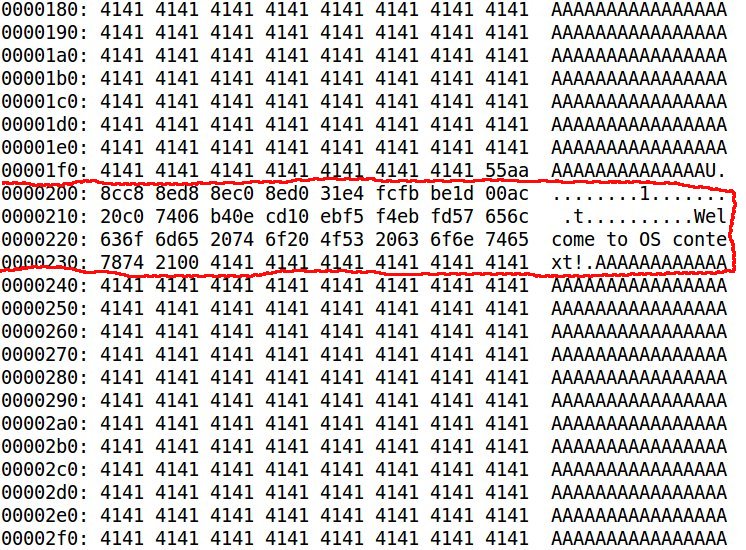 0000180: 4141 4141 4141 4141 4141 4141 4141 4141  AAAAAAAAAAAAAAAA
0000190: 4141 4141 4141 4141 4141 4141 4141 4141  AAAAAAAAAAAAAAAA
00001a0: 4141 4141 4141 4141 4141 4141 4141 4141  AAAAAAAAAAAAAAAA
00001b0: 4141 4141 4141 4141 4141 4141 4141 4141  AAAAAAAAAAAAAAAA
00001c0: 4141 4141 4141 4141 4141 4141 4141 4141  AAAAAAAAAAAAAAAA
00001d0: 4141 4141 4141 4141 4141 4141 4141 4141  AAAAAAAAAAAAAAAA
00001e0: 4141 4141 4141 4141 4141 4141 4141 4141  AAAAAAAAAAAAAAAA
00001f0: 4141 4141 4141 4141 4141 4141 4141 55aa  AAAAAAAAAAAAAAU.
0000200: 8cc8 8ed8 8ec0 8ed0 31e4 fcfb be1d 00ac  ........1.......
0000210: 20c0 7406 b40e cd10 ebf5 f4eb fd57 656c   .t..........Wel
0000220: 636f 6d65 2074 6f20 4f53 2063 6f6e 7465  come to OS conte
0000230: 7874 2100 4141 4141 4141 4141 4141 4141  xt!.AAAAAAAAAAAA
0000240: 4141 4141 4141 4141 4141 4141 4141 4141  AAAAAAAAAAAAAAAA
0000250: 4141 4141 4141 4141 4141 4141 4141 4141  AAAAAAAAAAAAAAAA
0000260: 4141 4141 4141 4141 4141 4141 4141 4141  AAAAAAAAAAAAAAAA
0000270: 4141 4141 4141 4141 4141 4141 4141 4141  AAAAAAAAAAAAAAAA
0000280: 4141 4141 4141 4141 4141 4141 4141 4141  AAAAAAAAAAAAAAAA
0000290: 4141 4141 4141 4141 4141 4141 4141 4141  AAAAAAAAAAAAAAAA
00002a0: 4141 4141 4141 4141 4141 4141 4141 4141  AAAAAAAAAAAAAAAA
00002b0: 4141 4141 4141 4141 4141 4141 4141 4141  AAAAAAAAAAAAAAAA
00002c0: 4141 4141 4141 4141 4141 4141 4141 4141  AAAAAAAAAAAAAAAA
00002d0: 4141 4141 4141 4141 4141 4141 4141 4141  AAAAAAAAAAAAAAAA
00002e0: 4141 4141 4141 4141 4141 4141 4141 4141  AAAAAAAAAAAAAAAA
00002f0: 4141 4141 4141 4141 4141 4141 4141 4141  AAAAAAAAAAAAAAAA